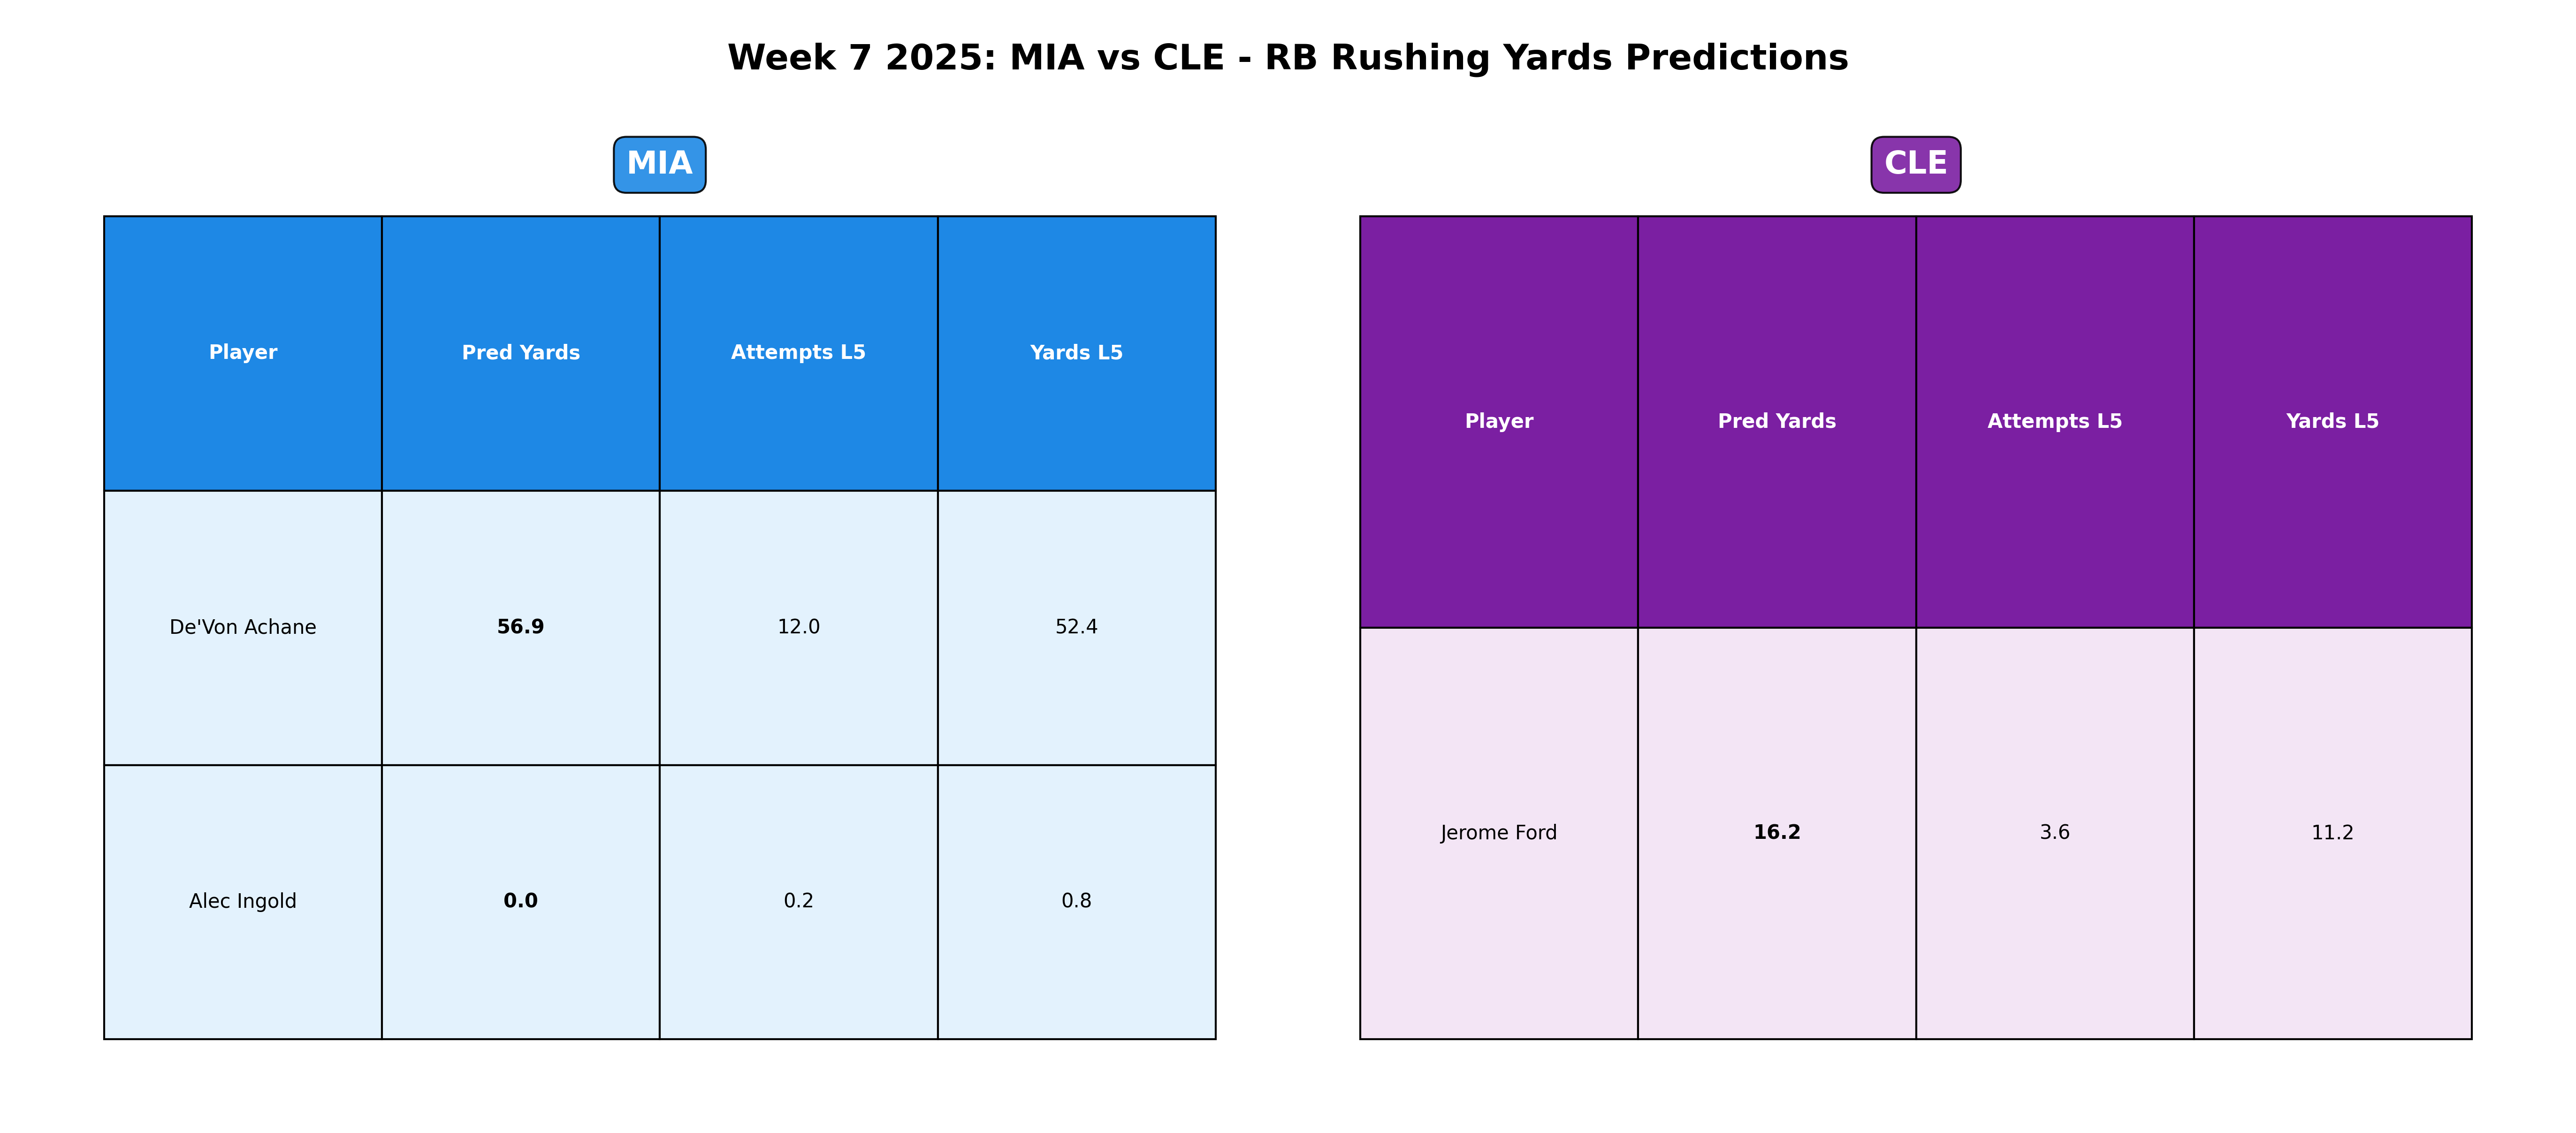 Week 7 2025: MIA vs CLE - RB Rushing Yards Predictions
MIA
Player Pred Yards Attempts L5 Yards L5
De'Von Achane 56.9 12.0 52.4
Alec Ingold 0.0 0.2 0.8
CLE
Player Pred Yards Attempts L5 Yards L5
Jerome Ford 16.2 3.6 11.2